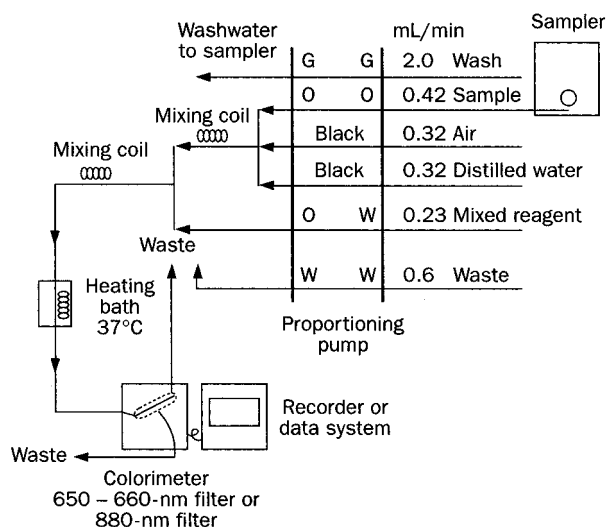 Washwater
to sampler
mL/min
Sampler
G G 2.0 Wash
O O 0.42 Sample
Mixing coil
Black 0.32 Air
Mixing coil
Black 0.32 Distilled water
O W 0.23 Mixed reagent
Waste
W W 0.6 Waste
Heating
bath
37°C
Proportioning
pump
Recorder or
data system
Waste
Colorimeter
650 – 660-nm filter or
880-nm filter